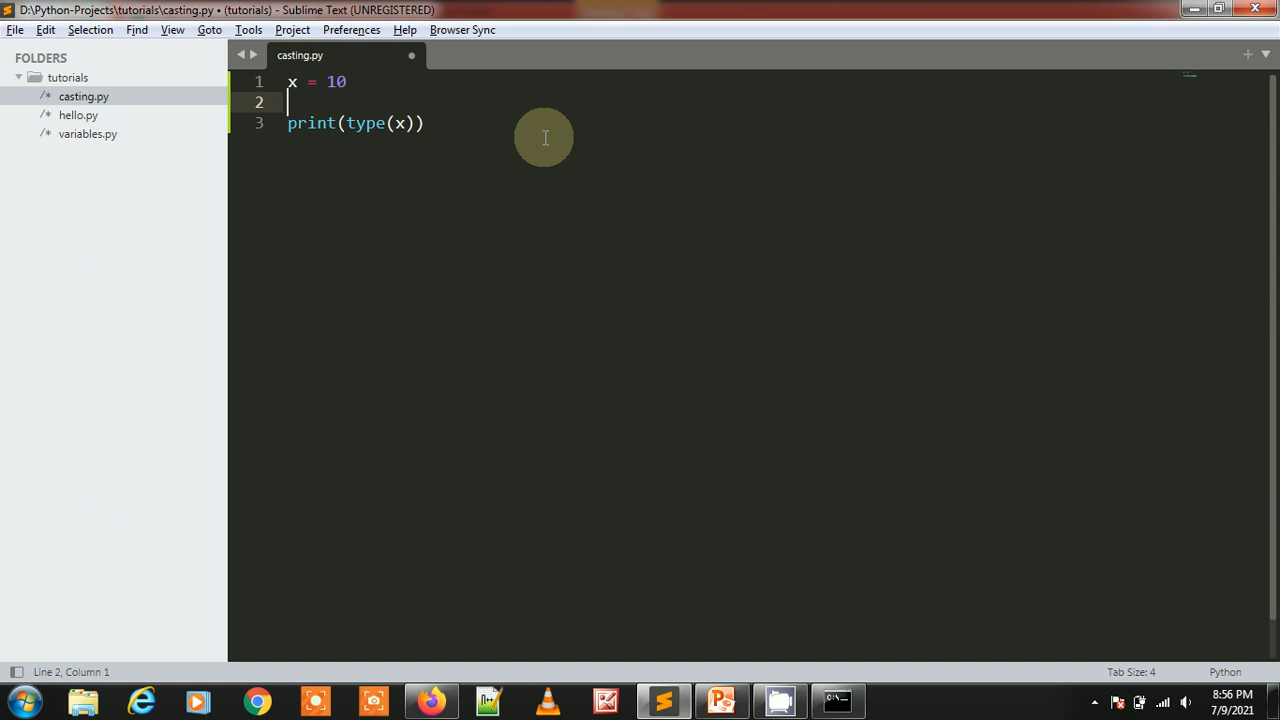 D:\Python-Projects\tutorials\casting.py • (tutorials) - Sublime Text (UNREGISTERED)
File Edit Selection Find View Goto Tools Project Preferences Help Browser Sync
FOLDERS
tutorials
/* casting.py
/* hello.py
/* variables.py
casting.py
1 x = 10
2
3 print(type(x))
Line 2, Column 1
Tab Size: 4
Python
8:56 PM
7/9/2021